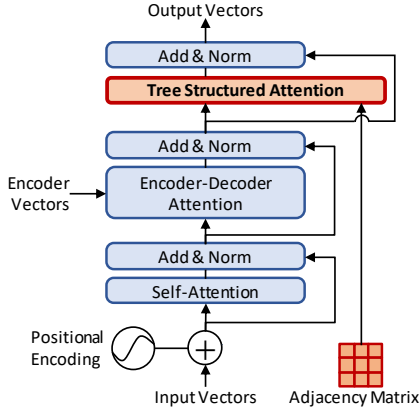 Output Vectors
Add & Norm
Tree Structured Attention
Add & Norm
Encoder
Vectors
Encoder-Decoder
Attention
Add & Norm
Self-Attention
Positional
Encoding
Input Vectors
Adjacency Matrix